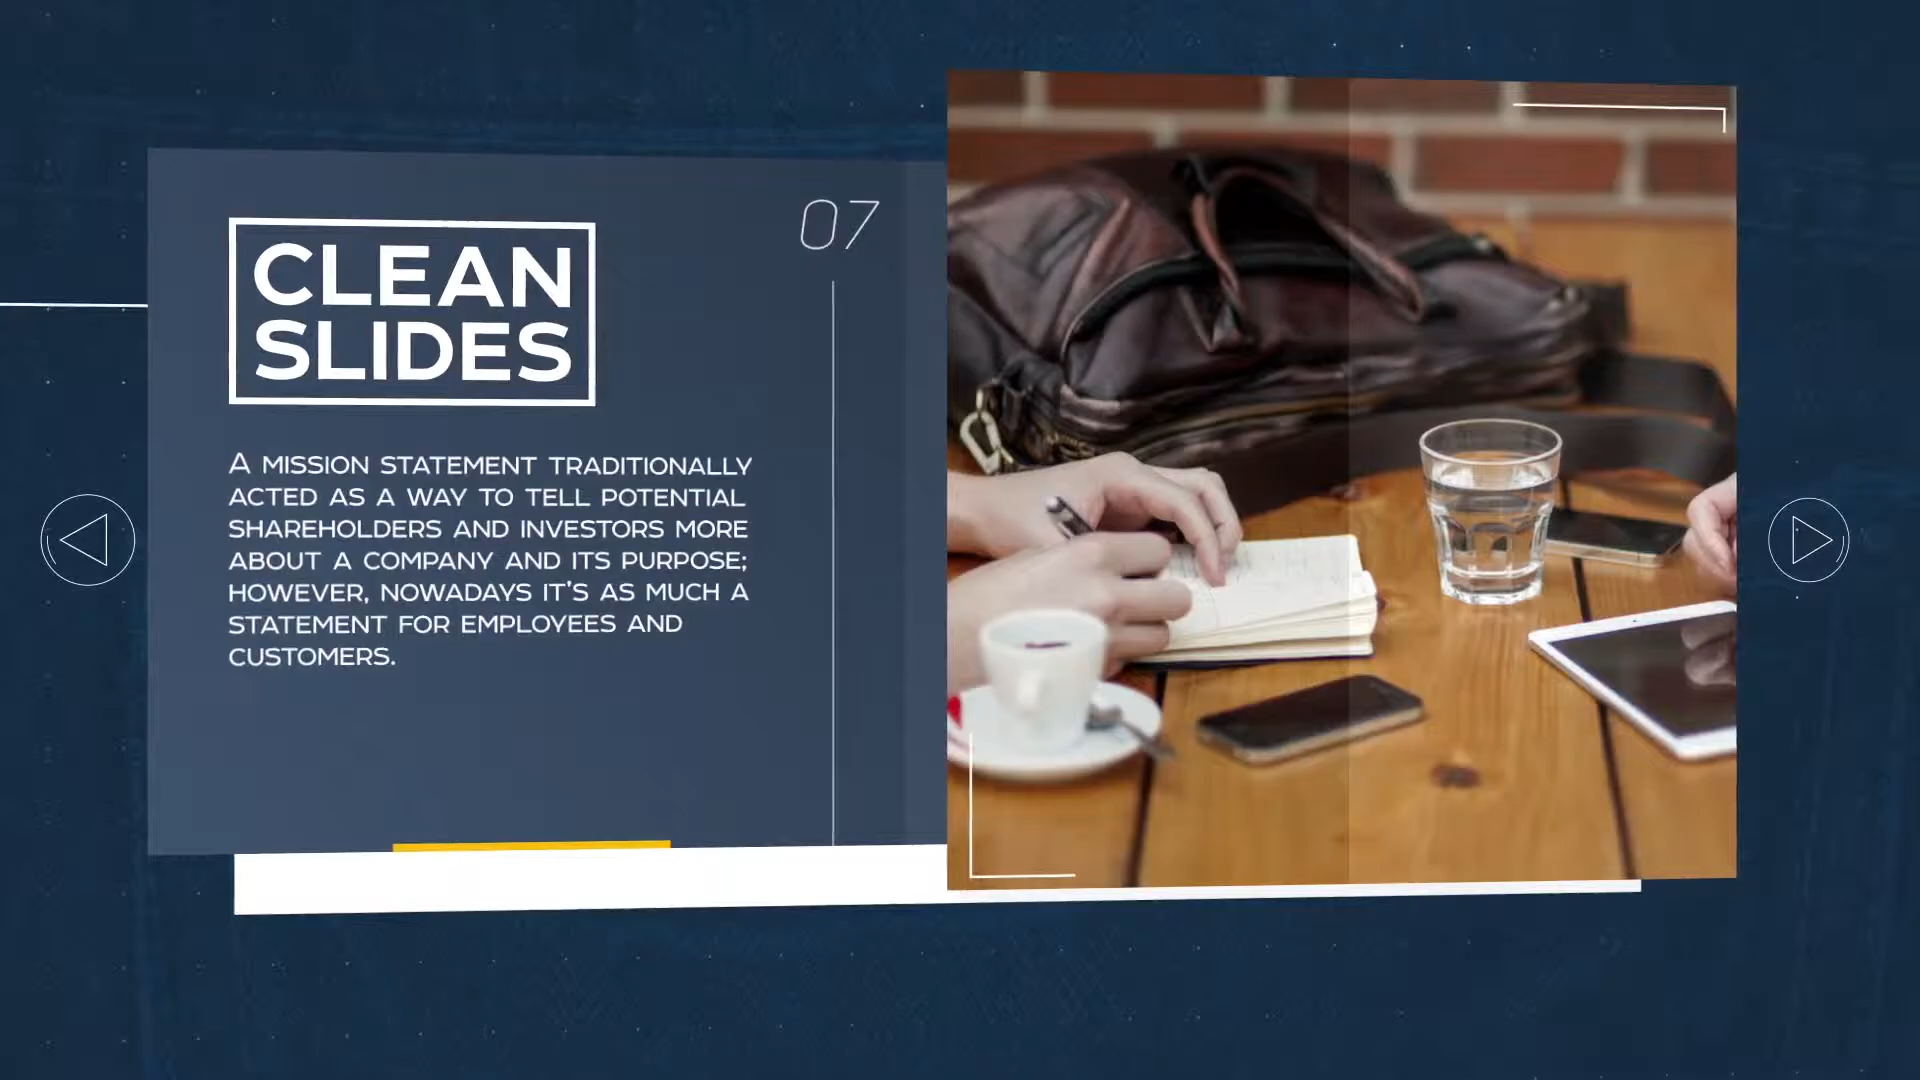 07
CLEAN
SLIDES
A MISSION STATEMENT TRADITIONALLY
ACTED AS A WAY TO TELL POTENTIAL
SHAREHOLDERS AND INVESTORS MORE
ABOUT A COMPANY AND ITS PURPOSE;
HOWEVER, NOWADAYS IT'S AS MUCH A
STATEMENT FOR EMPLOYEES AND
CUSTOMERS.